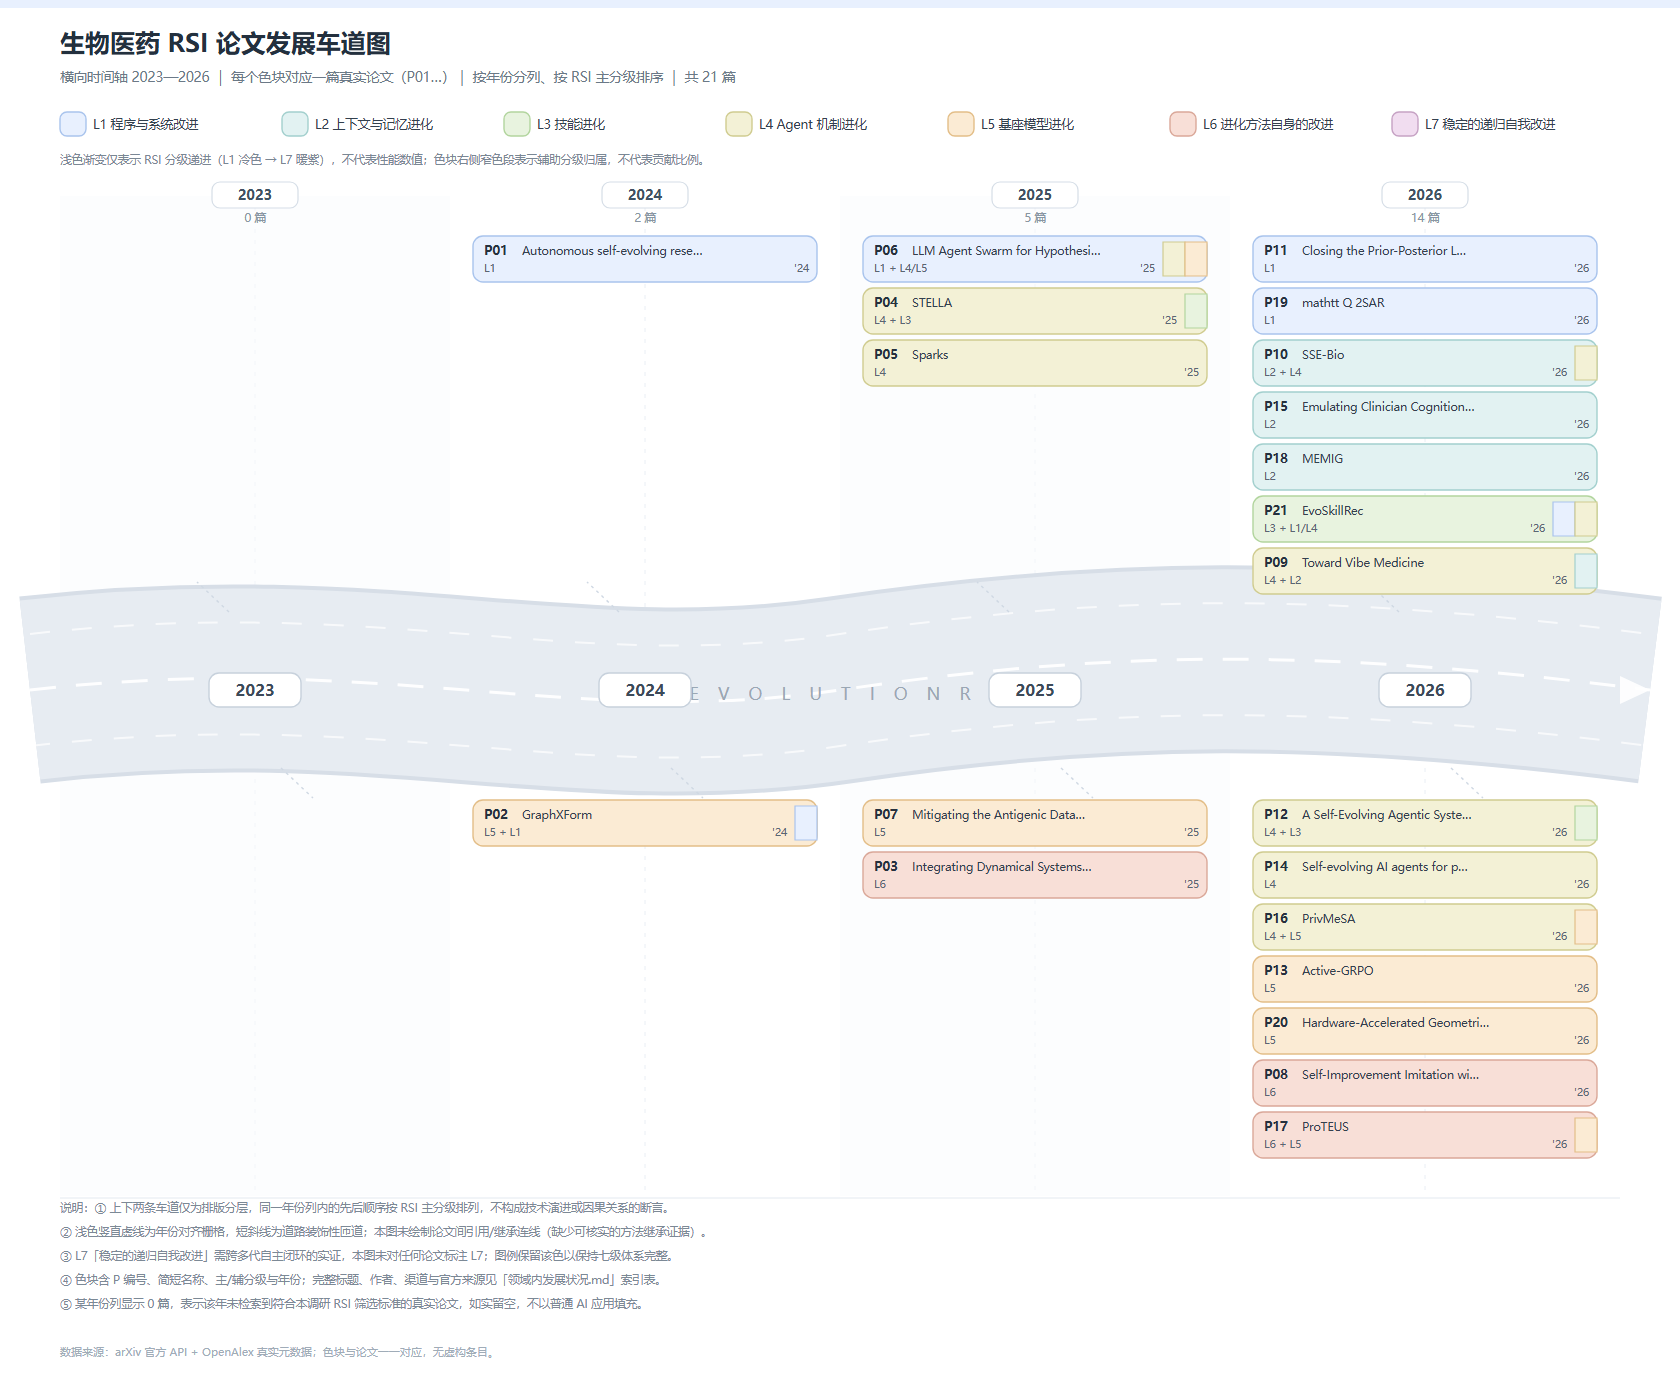 生物医药 RSI 论文发展车道图
横向时间轴 2023—2026 │ 每个色块对应一篇真实论文（P01…） │ 按年份分列、按 RSI 主分级排序 │ 共 21 篇
L1 程序与系统改进
L2 上下文与记忆进化
L3 技能进化
L4 Agent 机制进化
L5 基座模型进化
L6 进化方法自身的改进
L7 稳定的递归自我改进
浅色渐变仅表示 RSI 分级递进（L1 冷色 → L7 暖紫），不代表性能数值；色块右侧窄色段表示辅助分级归属，不代表贡献比例。
2023
0 篇
2024
2 篇
2025
5 篇
2026
14 篇
P01 Autonomous self-evolving rese…
L1 '24
P06 LLM Agent Swarm for Hypothesi…
L1 + L4/L5 '25
P04 STELLA
L4 + L3 '25
P05 Sparks
L4 '25
P11 Closing the Prior-Posterior L…
L1 '26
P19 mathtt Q 2SAR
L1 '26
P10 SSE-Bio
L2 + L4 '26
P15 Emulating Clinician Cognition…
L2 '26
P18 MEMIG
L2 '26
P21 EvoSkillRec
L3 + L1/L4 '26
P09 Toward Vibe Medicine
L4 + L2 '26
2023
2024
E V O L U T I O N R
2025
2026
P02 GraphXForm
L5 + L1 '24
P07 Mitigating the Antigenic Data…
L5 '25
P03 Integrating Dynamical Systems…
L6 '25
P12 A Self-Evolving Agentic Syste…
L4 + L3 '26
P14 Self-evolving AI agents for p…
L4 '26
P16 PrivMeSA
L4 + L5 '26
P13 Active-GRPO
L5 '26
P20 Hardware-Accelerated Geometri…
L5 '26
P08 Self-Improvement Imitation wi…
L6 '26
P17 ProTEUS
L6 + L5 '26
说明：① 上下两条车道仅为排版分层，同一年份列内的先后顺序按 RSI 主分级排列，不构成技术演进或因果关系的断言。
② 浅色竖直虚线为年份对齐栅格，短斜线为道路装饰性匝道；本图未绘制论文间引用/继承连线（缺少可核实的方法继承证据）。
③ L7「稳定的递归自我改进」需跨多代自主闭环的实证，本图未对任何论文标注 L7；图例保留该色以保持七级体系完整。
④ 色块含 P 编号、简短名称、主/辅分级与年份；完整标题、作者、渠道与官方来源见「领域内发展状况.md」索引表。
⑤ 某年份列显示 0 篇，表示该年未检索到符合本调研 RSI 筛选标准的真实论文，如实留空，不以普通 AI 应用填充。
数据来源：arXiv 官方 API + OpenAlex 真实元数据；色块与论文一一对应，无虚构条目。